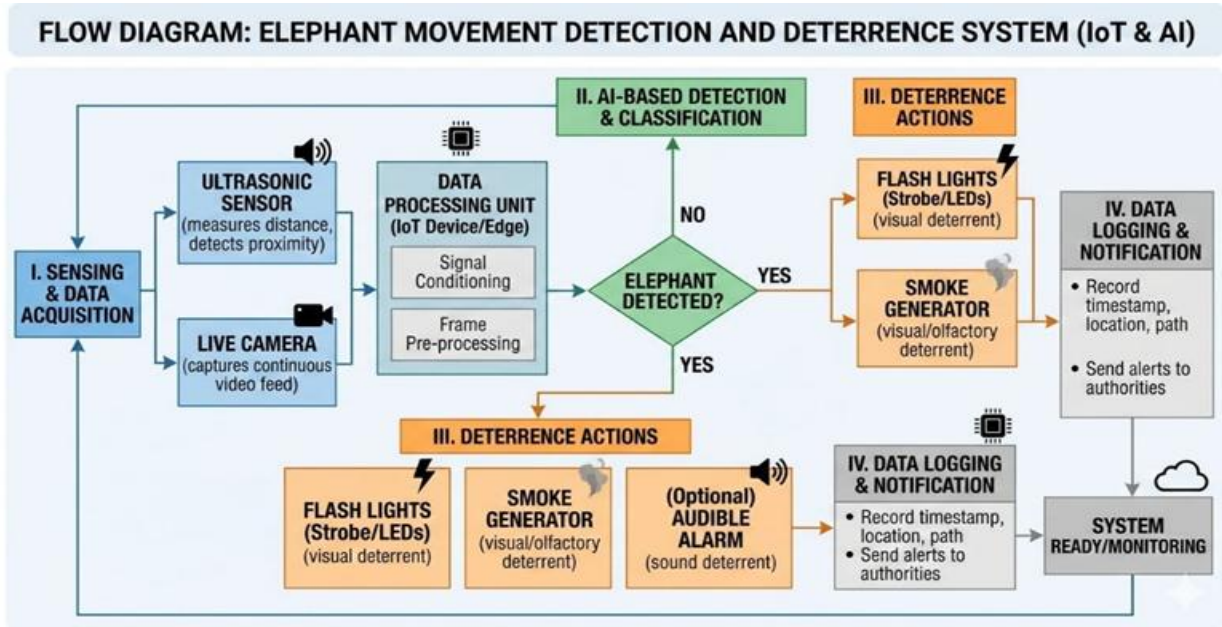 FLOW DIAGRAM: ELEPHANT MOVEMENT DETECTION AND DETERRENCE SYSTEM (IoT & AI)
II. AI-BASED DETECTION
& CLASSIFICATION
III. DETERRENCE
ACTIONS
I. SENSING
& DATA
ACQUISITION
ULTRASONIC
SENSOR
(measures distance,
detects proximity)
LIVE CAMERA
(captures continuous
video feed)
DATA
PROCESSING UNIT
(IoT Device/Edge)
Signal
Conditioning
Frame
Pre-processing
NO
ELEPHANT
DETECTED?
YES
YES
FLASH LIGHTS
(Strobe/LEDs)
(visual deterrent)
SMOKE
GENERATOR
(visual/olfactory
deterrent)
IV. DATA
LOGGING &
NOTIFICATION
• Record
timestamp,
location, path
• Send alerts to
authorities
III. DETERRENCE ACTIONS
FLASH LIGHTS
(Strobe/LEDs)
(visual deterrent)
SMOKE
GENERATOR
(visual/olfactory
deterrent)
(Optional)
AUDIBLE
ALARM
(sound deterrent)
IV. DATA LOGGING
& NOTIFICATION
• Record timestamp,
location, path
• Send alerts to
authorities
SYSTEM
READY/MONITORING